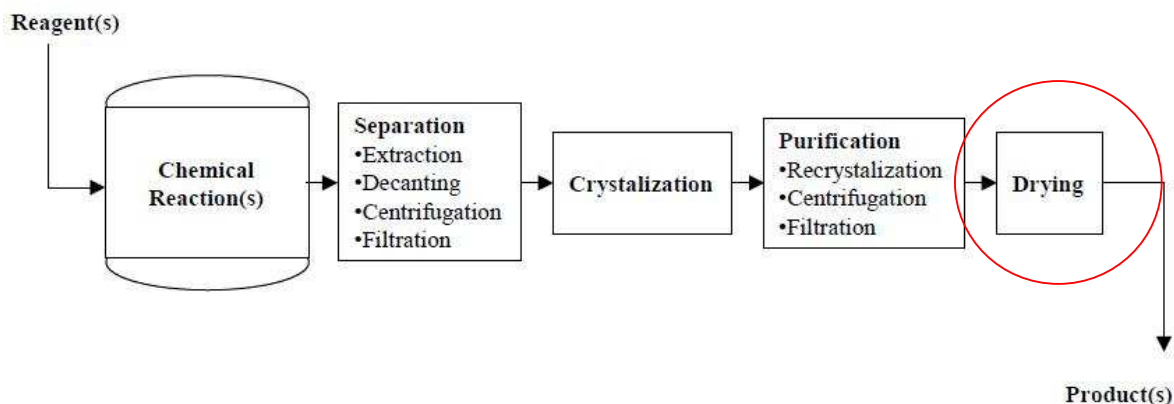 Reagent(s)
Chemical
Reaction(s)
Separation
•Extraction
•Decanting
•Centrifugation
•Filtration
Crystalization
Purification
•Recrystalization
•Centrifugation
•Filtration
Drying
Product(s)